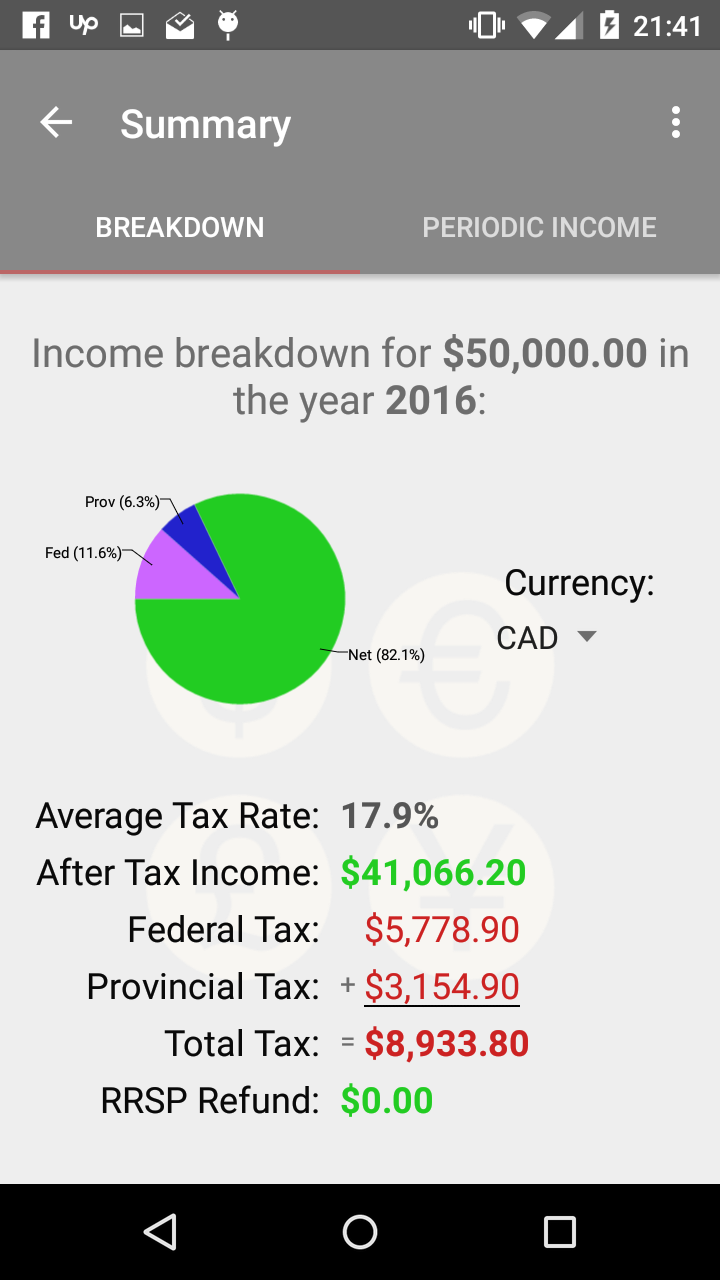 Up 21:41
Summary
BREAKDOWN PERIODIC INCOME
Income breakdown for $50,000.00 in
the year 2016:
Prov (6.3%)
Fed (11.6%)
Net (82.1%)
Currency:
CAD
Average Tax Rate: 17.9%
After Tax Income: $41,066.20
Federal Tax: $5,778.90
Provincial Tax: + $3,154.90
Total Tax: = $8,933.80
RRSP Refund: $0.00